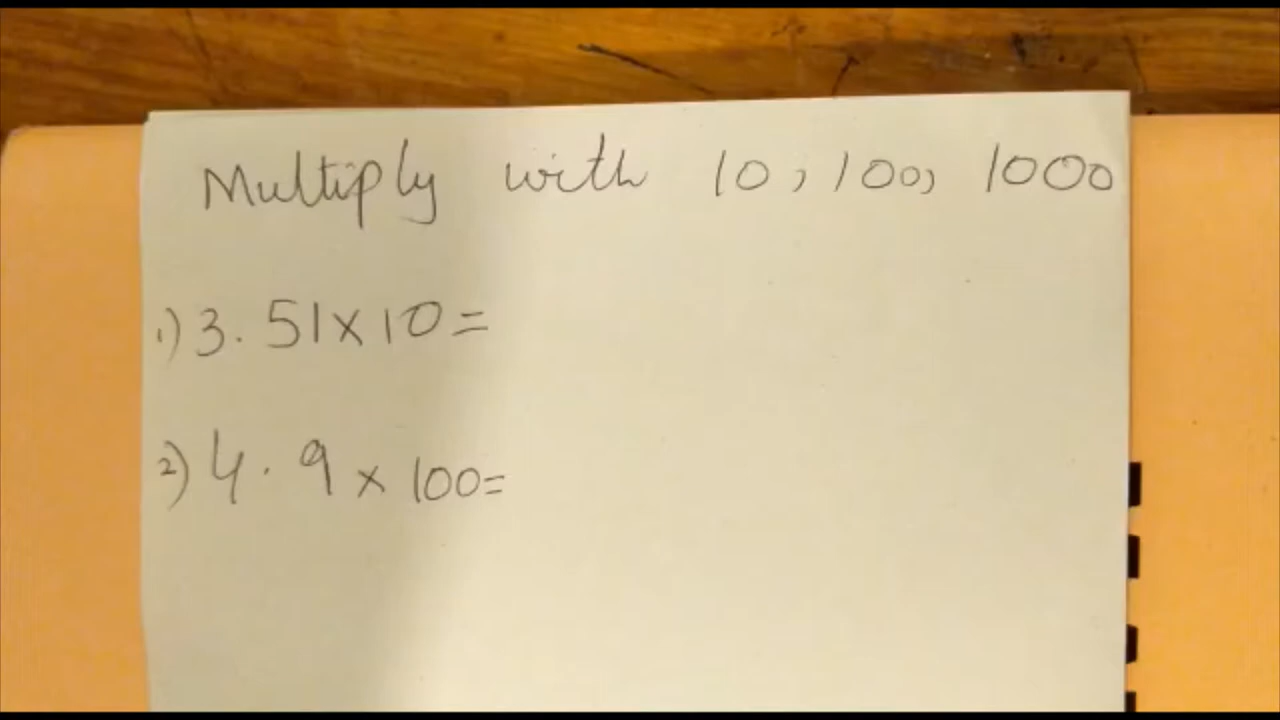 Multiply with 10, 100, 1000
1) 3.51 x 10 =
2) 4.9 x 100 =